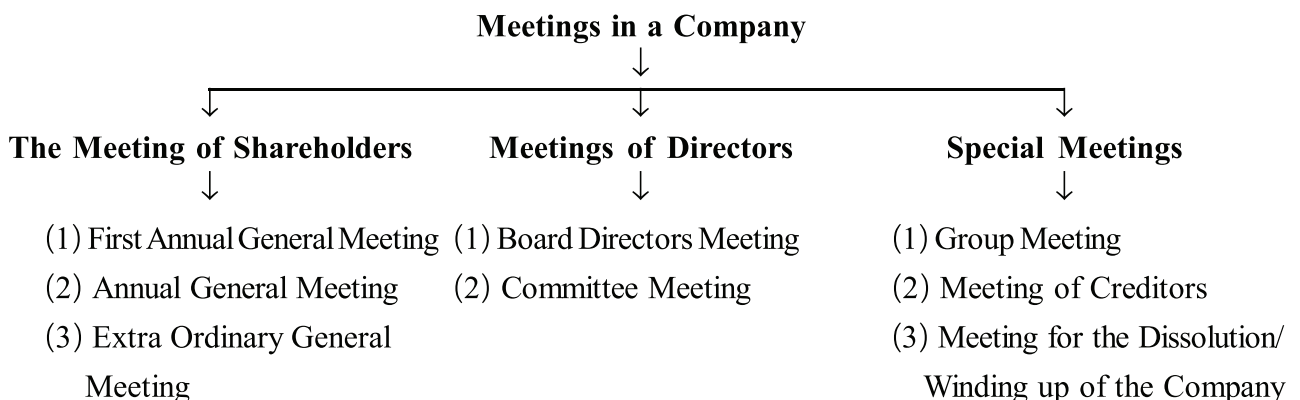 Meetings in a Company
The Meeting of Shareholders
Meetings of Directors
Special Meetings
(1) First Annual General Meeting
(2) Annual General Meeting
(3) Extra Ordinary General
Meeting
(1) Board Directors Meeting
(2) Committee Meeting
(1) Group Meeting
(2) Meeting of Creditors
(3) Meeting for the Dissolution/
Winding up of the Company